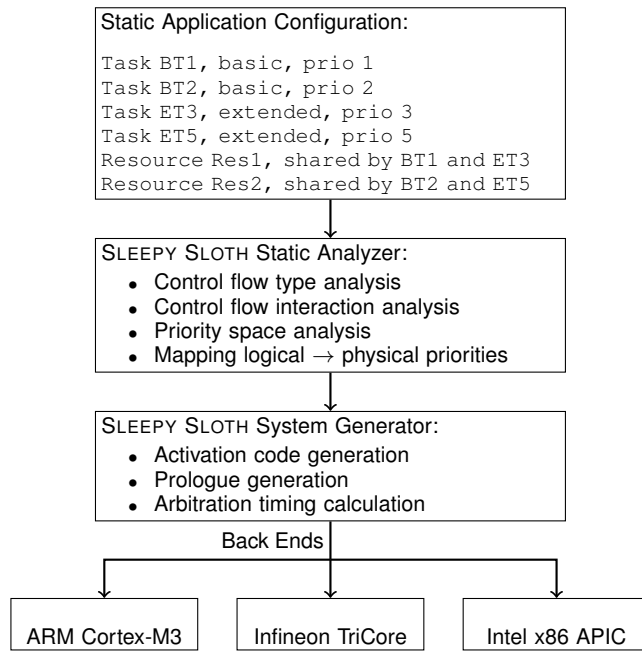 Static Application Configuration:
Task BT1, basic, prio 1
Task BT2, basic, prio 2
Task ET3, extended, prio 3
Task ET5, extended, prio 5
Resource Res1, shared by BT1 and ET3
Resource Res2, shared by BT2 and ET5
SLEEPY SLOTH Static Analyzer:
• Control flow type analysis
• Control flow interaction analysis
• Priority space analysis
• Mapping logical → physical priorities
SLEEPY SLOTH System Generator:
• Activation code generation
• Prologue generation
• Arbitration timing calculation
Back Ends
ARM Cortex-M3 Infineon TriCore Intel x86 APIC